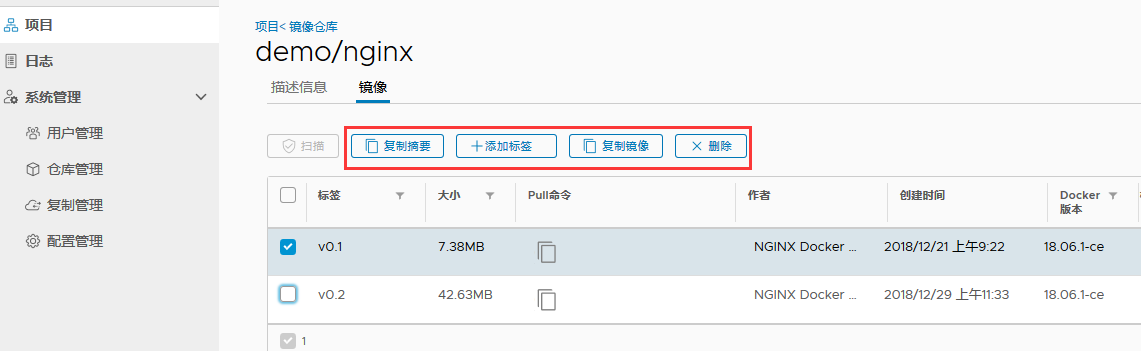 项目
日志
系统管理
用户管理
仓库管理
复制管理
配置管理
项目< 镜像仓库
demo/nginx
描述信息 镜像
扫描 复制摘要 添加标签 复制镜像 删除
标签 大小 Pull命令 作者 创建时间 Docker 版本
v0.1 7.38MB NGINX Docker ... 2018/12/21 上午9:22 18.06.1-ce
v0.2 42.63MB NGINX Docker ... 2018/12/29 上午11:33 18.06.1-ce
1